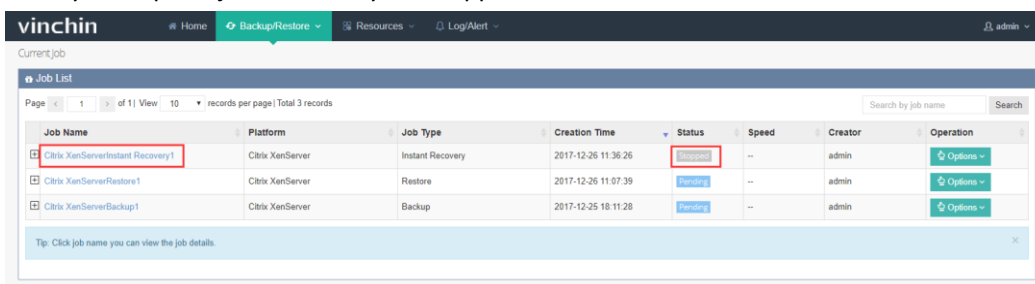 vinchin Home Backup/Restore Resources Log/Alert admin
Current Job
Job List
Page 1 of 1 | View 10 records per page | Total 3 records Search by job name Search
Job Name Platform Job Type Creation Time Status Speed Creator Operation
Citrix XenServerInstant Recovery1 Citrix XenServer Instant Recovery 2017-12-26 11:36:26 Stopped -- admin Options
Citrix XenServerRestore1 Citrix XenServer Restore 2017-12-26 11:07:39 Pending -- admin Options
Citrix XenServerBackup1 Citrix XenServer Backup 2017-12-25 18:11:28 Pending -- admin Options
Tip: Click job name you can view the job details.